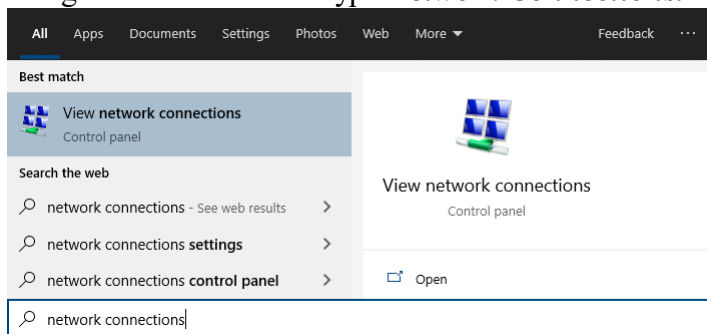 All Apps Documents Settings Photos Web More Feedback ...
Best match
View network connections
Control panel
Search the web
network connections - See web results
network connections settings
network connections control panel
View network connections
Control panel
Open
network connections